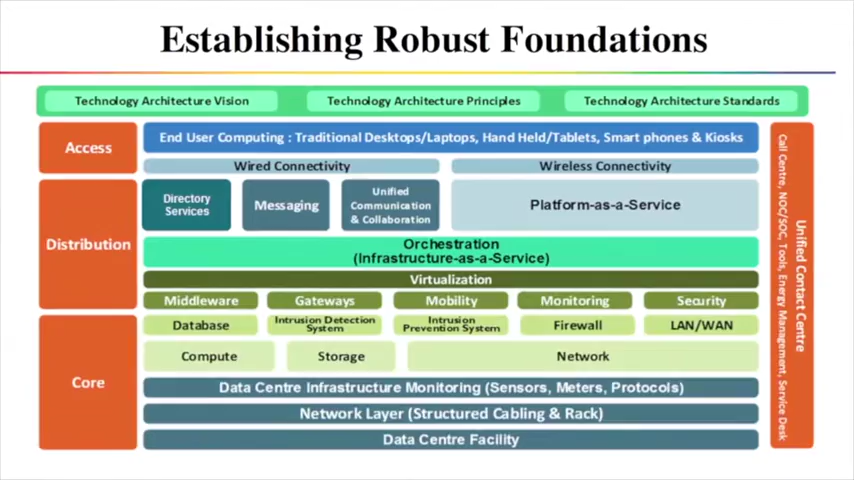 Establishing Robust Foundations
Technology Architecture Vision
Technology Architecture Principles
Technology Architecture Standards
Access
End User Computing : Traditional Desktops/Laptops, Hand Held/Tablets, Smart phones & Kiosks
Wired Connectivity
Wireless Connectivity
Distribution
Directory
Services
Messaging
Unified
Communication
& Collaboration
Platform-as-a-Service
Orchestration
(Infrastructure-as-a-Service)
Virtualization
Middleware
Gateways
Mobility
Monitoring
Security
Core
Database
Intrusion Detection
System
Intrusion
Prevention System
Firewall
LAN/WAN
Compute
Storage
Network
Data Centre Infrastructure Monitoring (Sensors, Meters, Protocols)
Network Layer (Structured Cabling & Rack)
Data Centre Facility
Unified Contact Centre
Call Centre, NOC/SOC, Tools, Energy Management, Service Desk